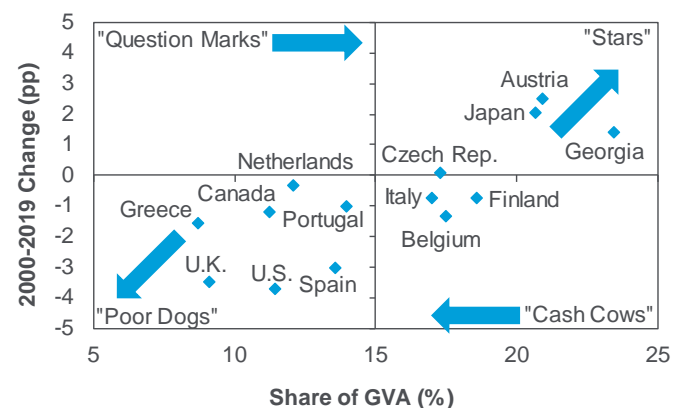 2000-2019 Change (pp)
5
4
3
2
1
0
-1
-2
-3
-4
-5
"Question Marks"
"Stars"
Austria
Japan
Georgia
Czech Rep.
Netherlands
Canada
Greece
Portugal
Italy
Finland
Belgium
U.K.
U.S.
Spain
"Poor Dogs"
"Cash Cows"
5
10
15
20
25
Share of GVA (%)